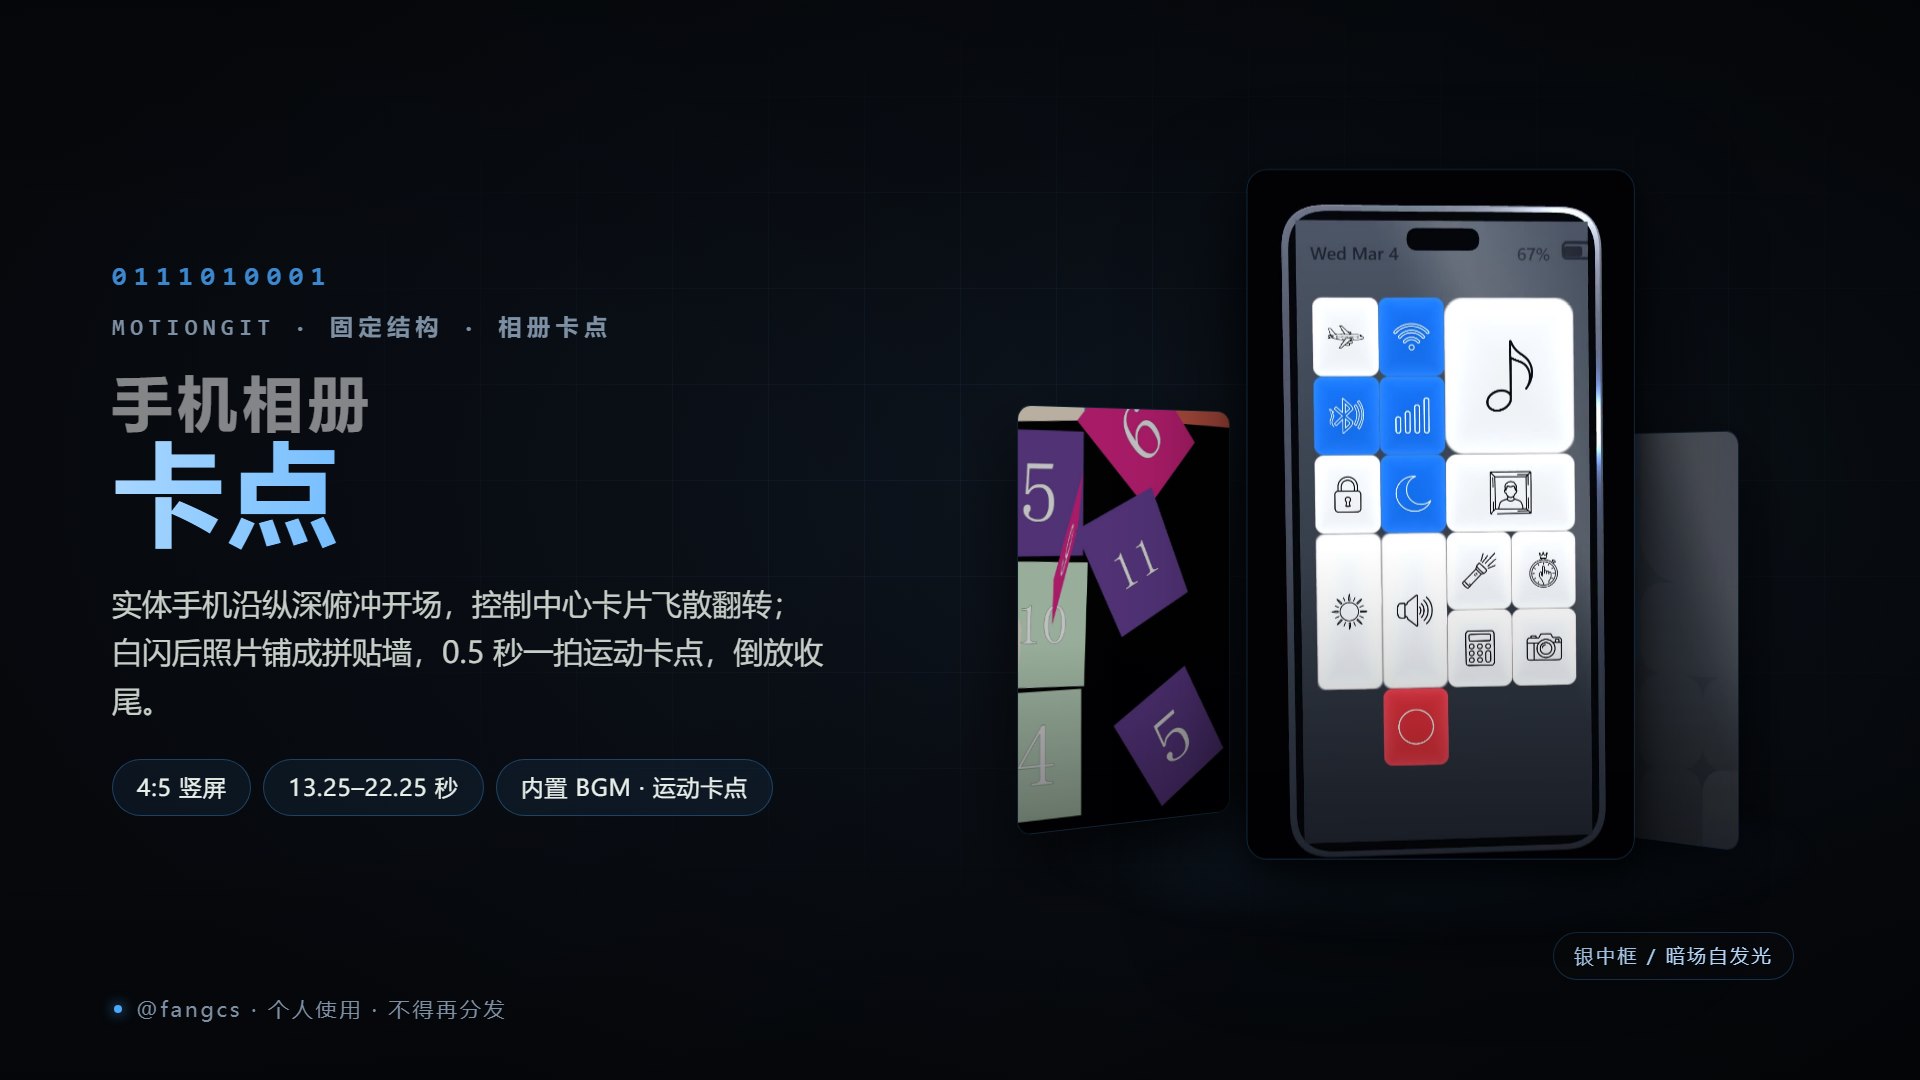 0111010001
MOTIONGIT · 固定结构 · 相册卡点
手机相册
卡点
实体手机沿纵深俯冲开场，控制中心卡片飞散翻转；
白闪后照片铺成拼贴墙，0.5 秒一拍运动卡点，倒放收
尾。
4:5 竖屏
13.25–22.25 秒
内置 BGM · 运动卡点
@fangcs · 个人使用 · 不得再分发
6
5
11
10
5
4
Wed Mar 4
67%
银中框 / 暗场自发光